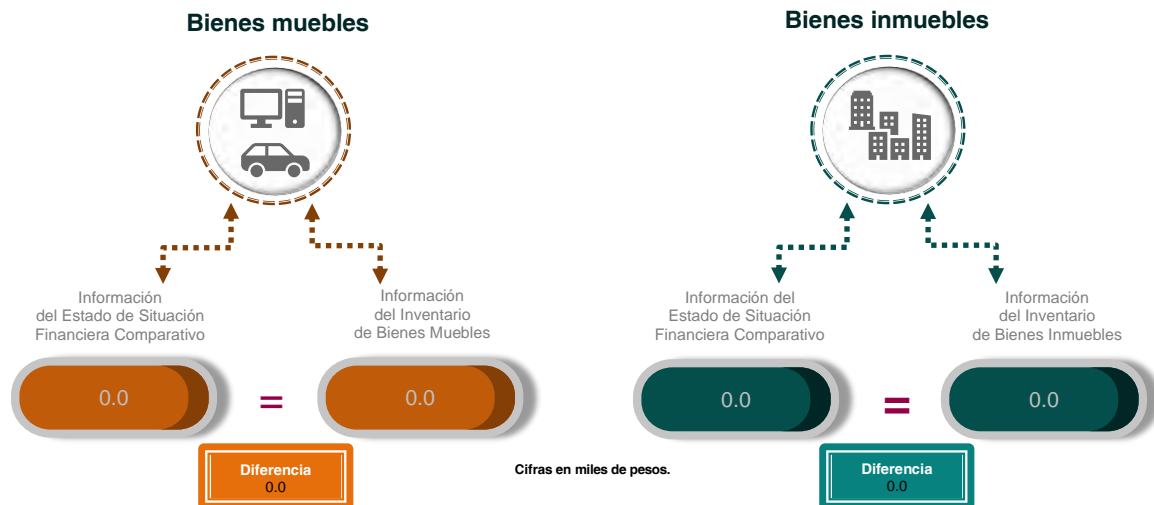 Bienes muebles
Información
del Estado de Situación
Financiera Comparativo
Información
del Inventario
de Bienes Muebles
0.0
=
0.0
Diferencia
0.0
Cifras en miles de pesos.
Bienes inmuebles
Información del
Estado de Situación
Financiera Comparativo
Información
del Inventario
de Bienes Inmuebles
0.0
=
0.0
Diferencia
0.0